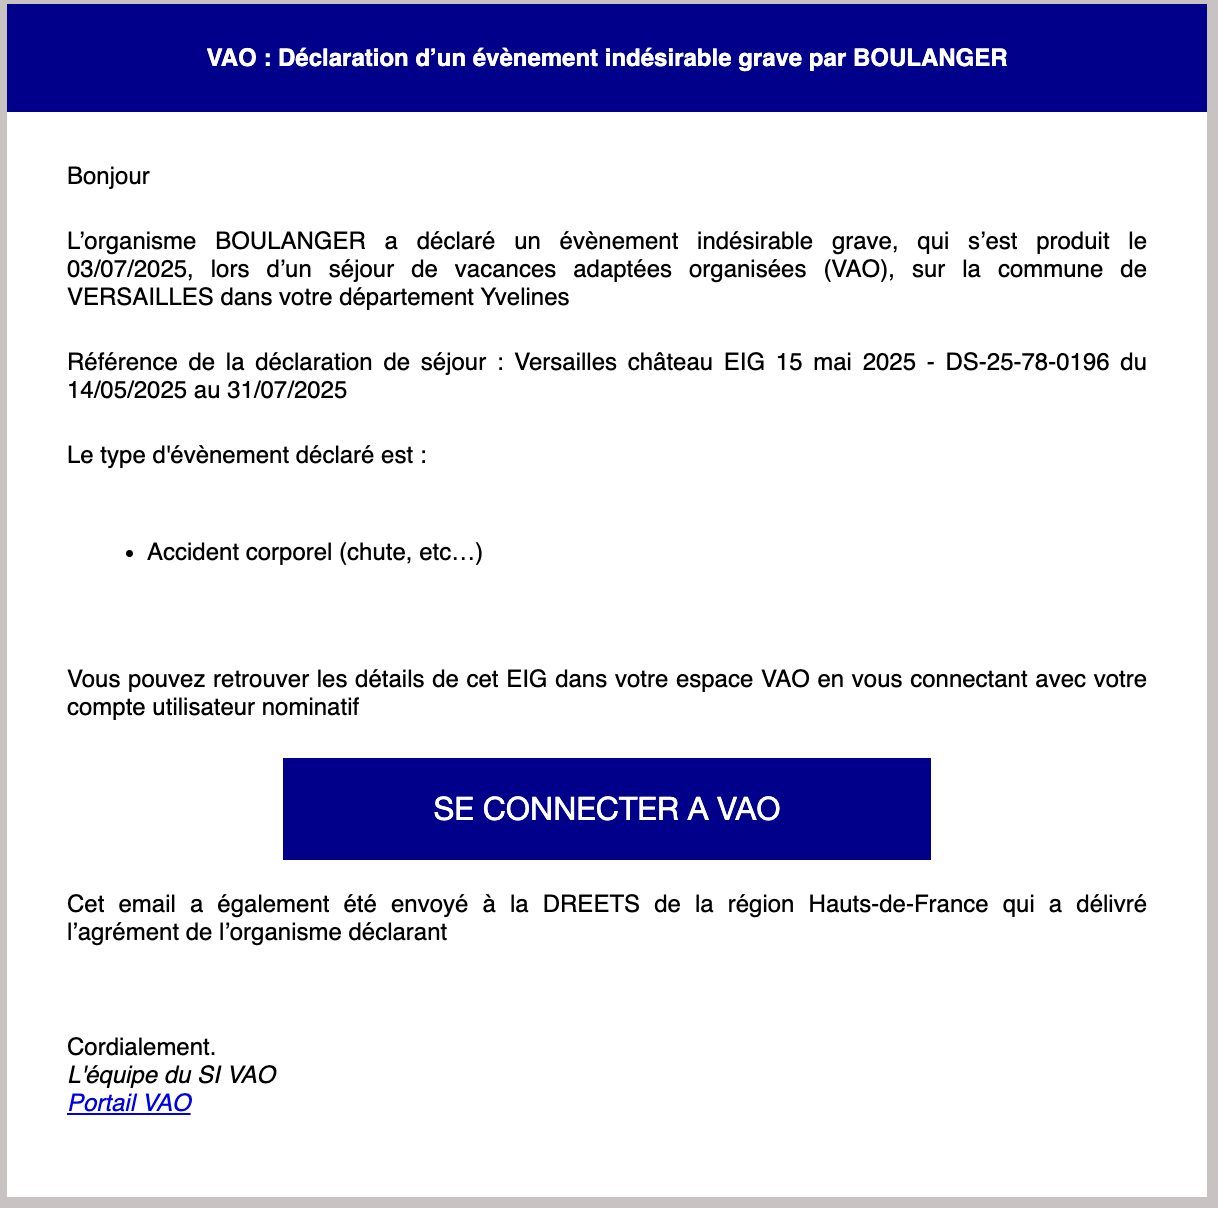 VAO : Déclaration d’un évènement indésirable grave par BOULANGER
Bonjour
L’organisme BOULANGER a déclaré un évènement indésirable grave, qui s’est produit le
03/07/2025, lors d’un séjour de vacances adaptées organisées (VAO), sur la commune de
VERSAILLES dans votre département Yvelines
Référence de la déclaration de séjour : Versailles château EIG 15 mai 2025 - DS-25-78-0196 du
14/05/2025 au 31/07/2025
Le type d'évènement déclaré est :
• Accident corporel (chute, etc…)
Vous pouvez retrouver les détails de cet EIG dans votre espace VAO en vous connectant avec votre
compte utilisateur nominatif
SE CONNECTER A VAO
Cet email a également été envoyé à la DREETS de la région Hauts-de-France qui a délivré
l’agrément de l’organisme déclarant
Cordialement.
L'équipe du SI VAO
Portail VAO